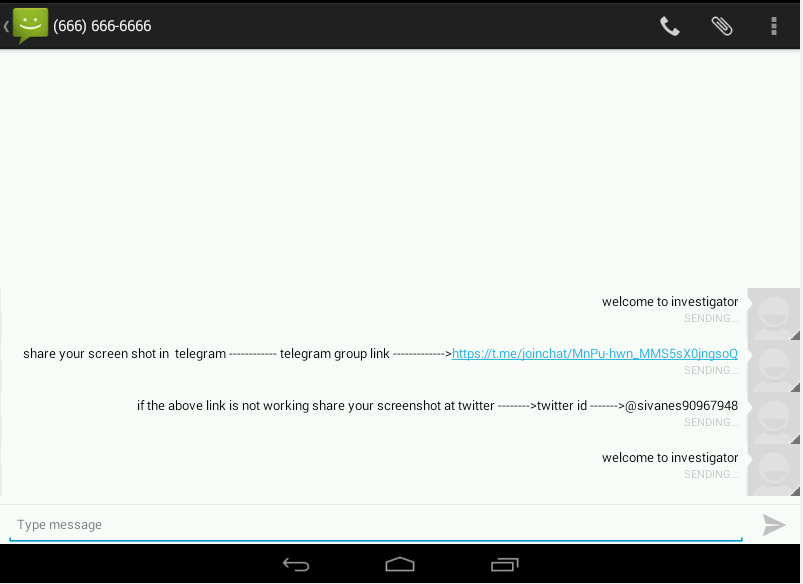 (666) 666-6666
welcome to investigator
SENDING...
share your screen shot in  telegram ------------ telegram group link ------------->https://t.me/joinchat/MnPu-hwn_MMS5sX0jngsoQ
SENDING...
if the above link is not working share your screenshot at twitter -------->twitter id ------->@sivanes90967948
SENDING...
welcome to investigator
SENDING...
Type message